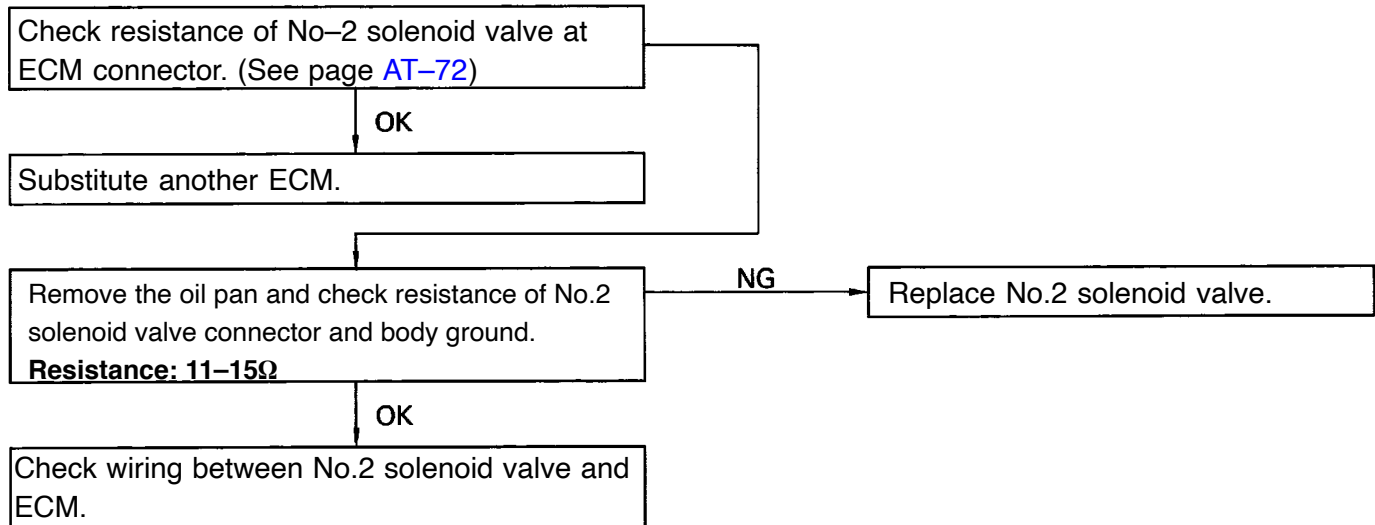 Check resistance of No–2 solenoid valve at
ECM connector. (See page AT–72)
OK
Substitute another ECM.
Remove the oil pan and check resistance of No.2
solenoid valve connector and body ground.
Resistance: 11–15Ω
NG
Replace No.2 solenoid valve.
OK
Check wiring between No.2 solenoid valve and
ECM.